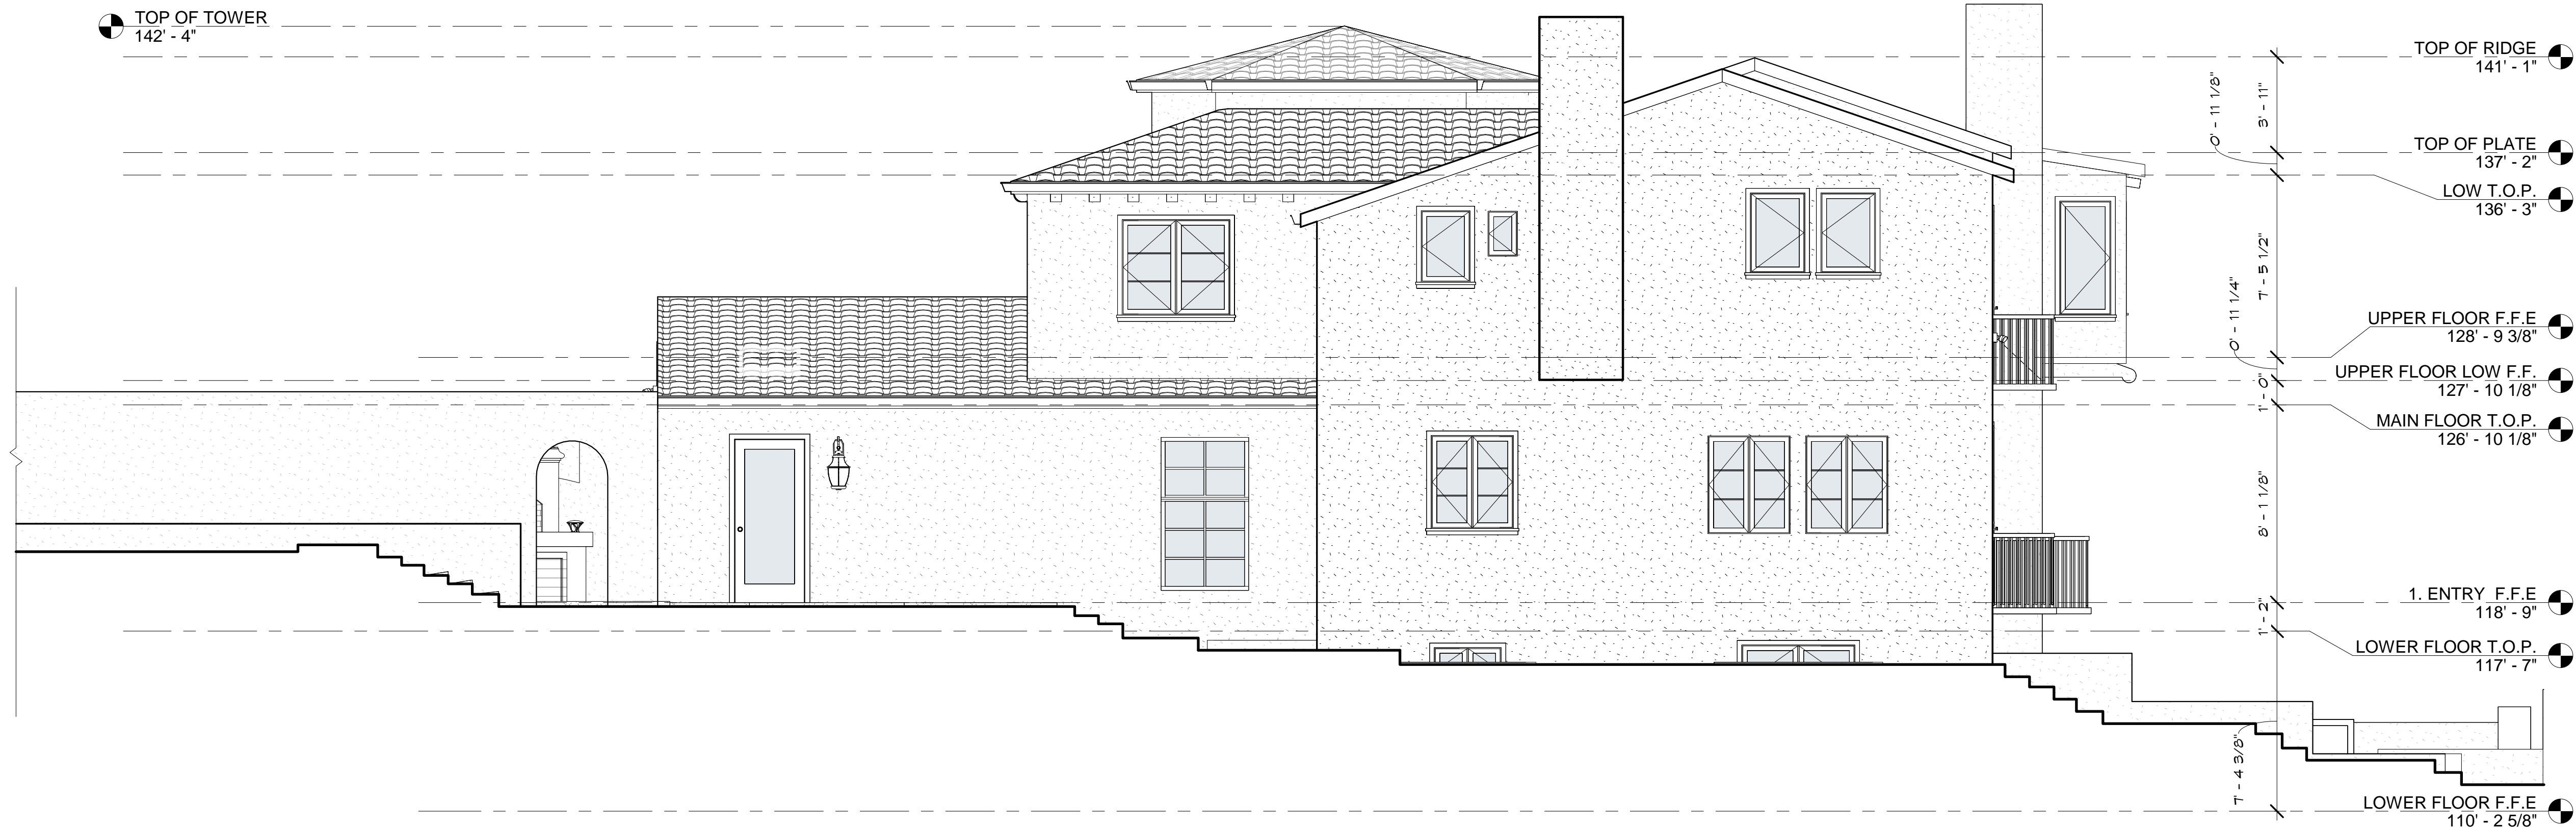 TOP OF TOWER
142' - 4"
TOP OF RIDGE
141' - 1"
0' - 11 1/8"
3' - 11"
TOP OF PLATE
137' - 2"
LOW T.O.P.
136' - 3"
7' - 5 1/2"
0' - 11 1/4"
UPPER FLOOR F.F.E
128' - 9 3/8"
UPPER FLOOR LOW F.F.
127' - 10 1/8"
1' - 0"
MAIN FLOOR T.O.P.
126' - 10 1/8"
8' - 1 1/8"
1. ENTRY F.F.E
118' - 9"
1' - 2"
LOWER FLOOR T.O.P.
117' - 7"
7' - 4 3/8"
LOWER FLOOR F.F.E
110' - 2 5/8"